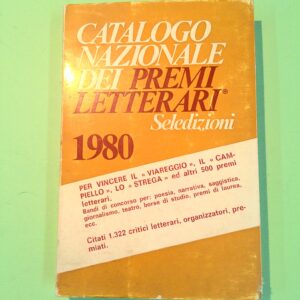 CATALOGO
NAZIONALE
DEI PREMI
LETTERARI®
Seledizioni
1980
PER VINCERE IL « VIAREGGIO », IL « CAM-
PIELLO », LO « STREGA » ed altri 500 premi
letterari.
Bandi di concorso per: poesia, narrativa, saggistica,
giornalismo, teatro, borse di studio, premi di laurea,
ecc.
Citati 1.322 critici letterari, organizzatori, pre-
miati.